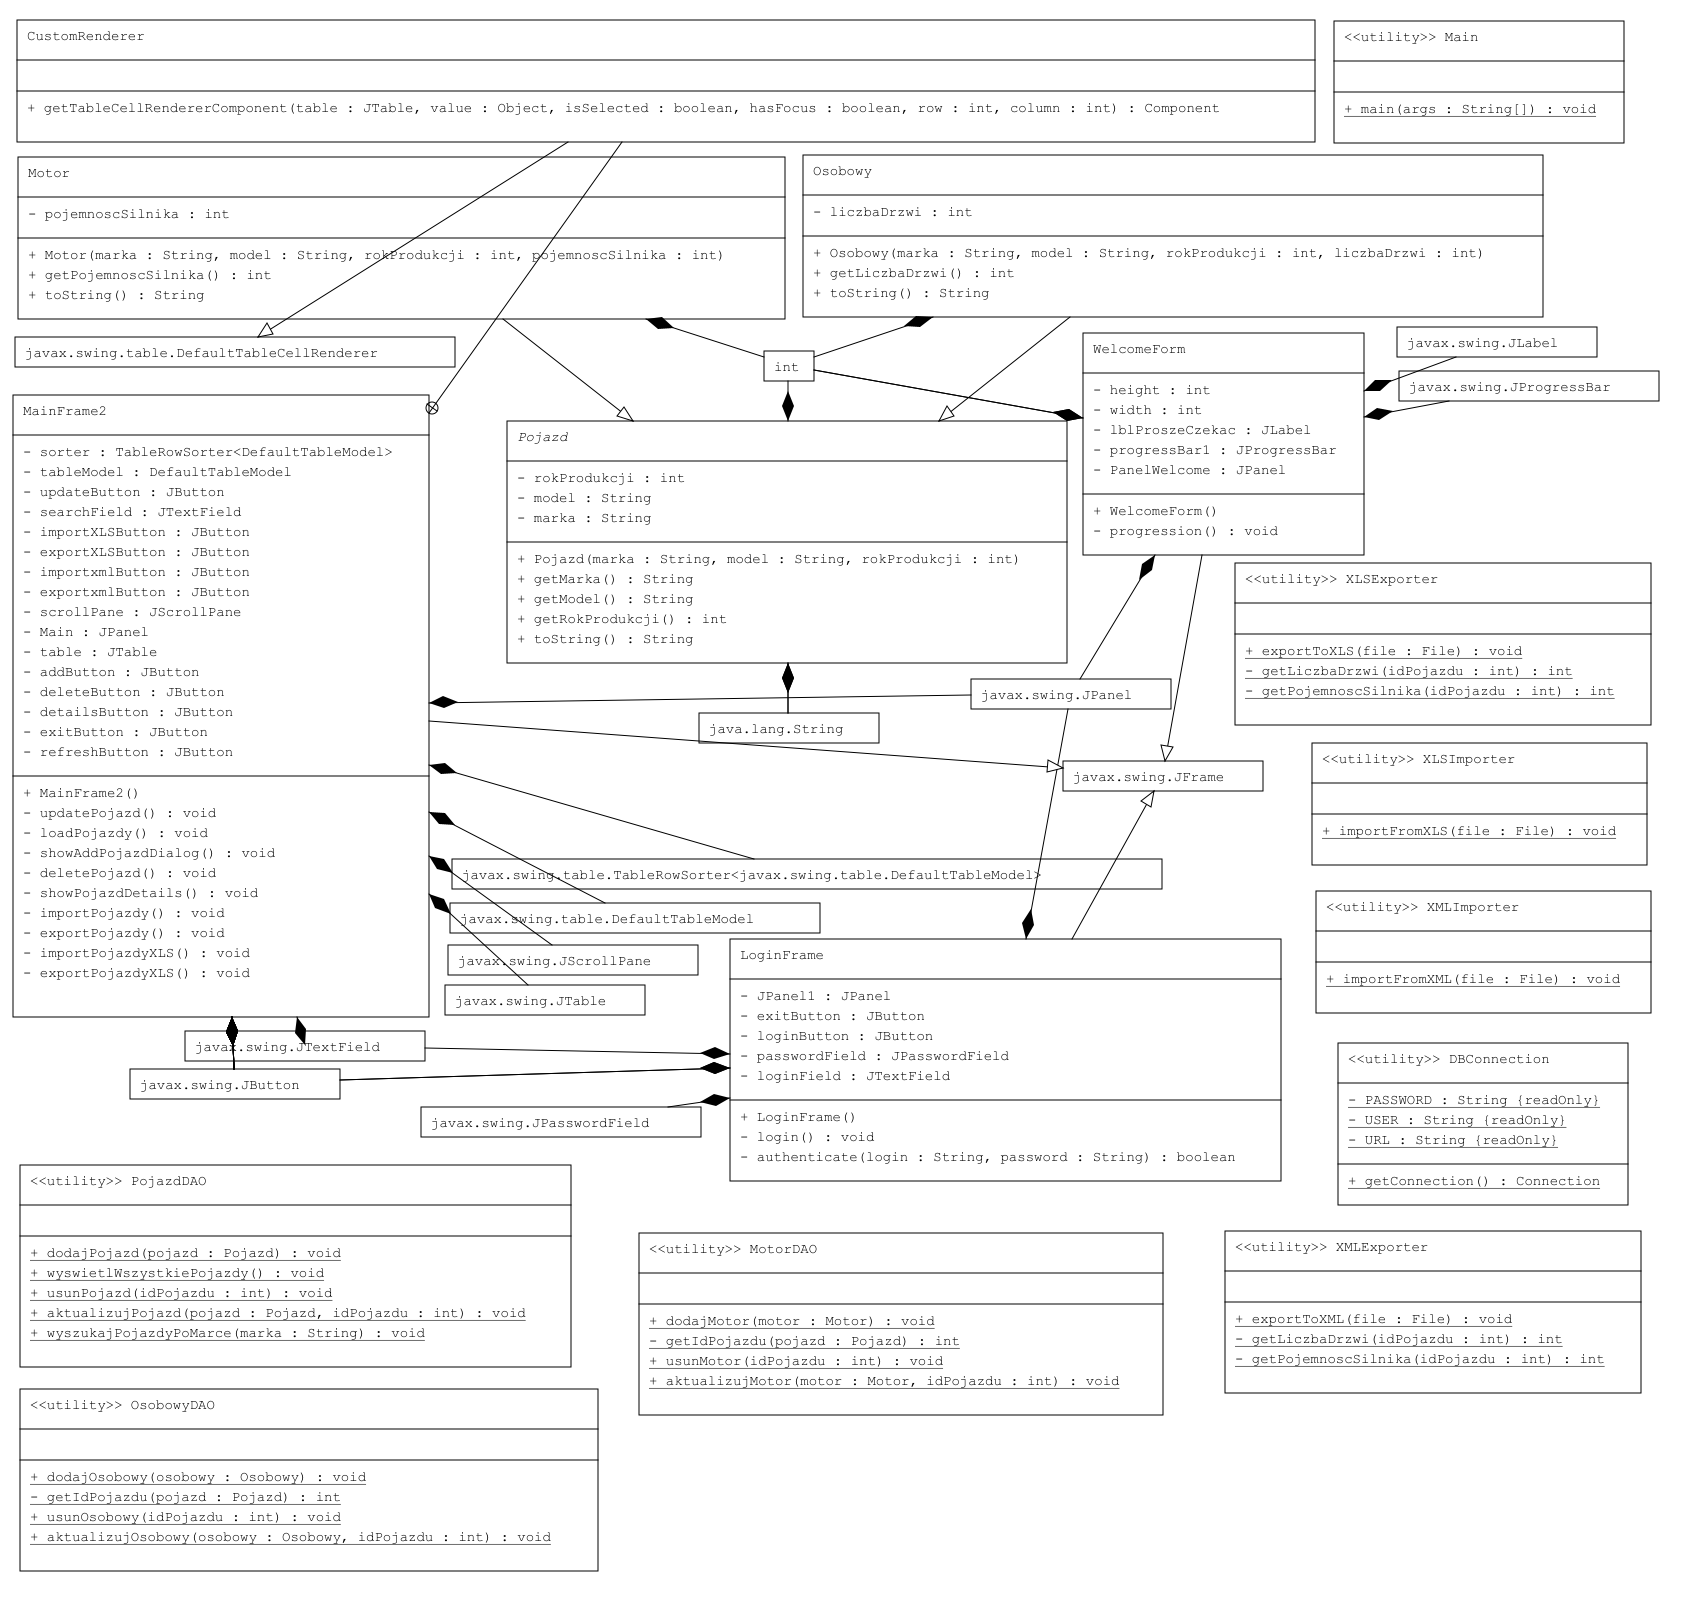 CustomRenderer
+ getTableCellRendererComponent(table : JTable, value : Object, isSelected : boolean, hasFocus : boolean, row : int, column : int) : Component
<<utility>> Main
+ main(args : String[]) : void
Motor
- pojemnoscSilnika : int
+ Motor(marka : String, model : String, rokProdukcji : int, pojemnoscSilnika : int)
+ getPojemnoscSilnika() : int
+ toString() : String
Osobowy
- liczbaDrzwi : int
+ Osobowy(marka : String, model : String, rokProdukcji : int, liczbaDrzwi : int)
+ getLiczbaDrzwi() : int
+ toString() : String
javax.swing.table.DefaultTableCellRenderer
int
WelcomeForm
- height : int
- width : int
- lblProszeCzekac : JLabel
- progressBar1 : JProgressBar
- PanelWelcome : JPanel
+ WelcomeForm()
- progression() : void
javax.swing.JLabel
javax.swing.JProgressBar
MainFrame2
- sorter : TableRowSorter<DefaultTableModel>
- tableModel : DefaultTableModel
- updateButton : JButton
- searchField : JTextField
- importXLSButton : JButton
- exportXLSButton : JButton
- importxmlButton : JButton
- exportxmlButton : JButton
- scrollPane : JScrollPane
- Main : JPanel
- table : JTable
- addButton : JButton
- deleteButton : JButton
- detailsButton : JButton
- exitButton : JButton
- refreshButton : JButton
+ MainFrame2()
- updatePojazd() : void
- loadPojazdy() : void
- showAddPojazdDialog() : void
- deletePojazd() : void
- showPojazdDetails() : void
- importPojazdy() : void
- exportPojazdy() : void
- importPojazdyXLS() : void
- exportPojazdyXLS() : void
Pojazd
- rokProdukcji : int
- model : String
- marka : String
+ Pojazd(marka : String, model : String, rokProdukcji : int)
+ getMarka() : String
+ getModel() : String
+ getRokProdukcji() : int
+ toString() : String
<<utility>> XLSExporter
+ exportToXLS(file : File) : void
- getLiczbaDrzwi(idPojazdu : int) : int
- getPojemnoscSilnika(idPojazdu : int) : int
javax.swing.JPanel
java.lang.String
javax.swing.JFrame
<<utility>> XLSImporter
+ importFromXLS(file : File) : void
javax.swing.table.TableRowSorter<javax.swing.table.DefaultTableModel>
javax.swing.table.DefaultTableModel
javax.swing.JScrollPane
javax.swing.JTable
<<utility>> XMLImporter
+ importFromXML(file : File) : void
LoginFrame
- JPanel1 : JPanel
- exitButton : JButton
- loginButton : JButton
- passwordField : JPasswordField
- loginField : JTextField
+ LoginFrame()
- login() : void
- authenticate(login : String, password : String) : boolean
javax.swing.JTextField
javax.swing.JButton
javax.swing.JPasswordField
<<utility>> DBConnection
- PASSWORD : String {readOnly}
- USER : String {readOnly}
- URL : String {readOnly}
+ getConnection() : Connection
<<utility>> PojazdDAO
+ dodajPojazd(pojazd : Pojazd) : void
+ wyswietlWszystkiePojazdy() : void
+ usunPojazd(idPojazdu : int) : void
+ aktualizujPojazd(pojazd : Pojazd, idPojazdu : int) : void
+ wyszukajPojazdyPoMarce(marka : String) : void
<<utility>> MotorDAO
+ dodajMotor(motor : Motor) : void
- getIdPojazdu(pojazd : Pojazd) : int
+ usunMotor(idPojazdu : int) : void
+ aktualizujMotor(motor : Motor, idPojazdu : int) : void
<<utility>> XMLExporter
+ exportToXML(file : File) : void
- getLiczbaDrzwi(idPojazdu : int) : int
- getPojemnoscSilnika(idPojazdu : int) : int
<<utility>> OsobowyDAO
+ dodajOsobowy(osobowy : Osobowy) : void
- getIdPojazdu(pojazd : Pojazd) : int
+ usunOsobowy(idPojazdu : int) : void
+ aktualizujOsobowy(osobowy : Osobowy, idPojazdu : int) : void